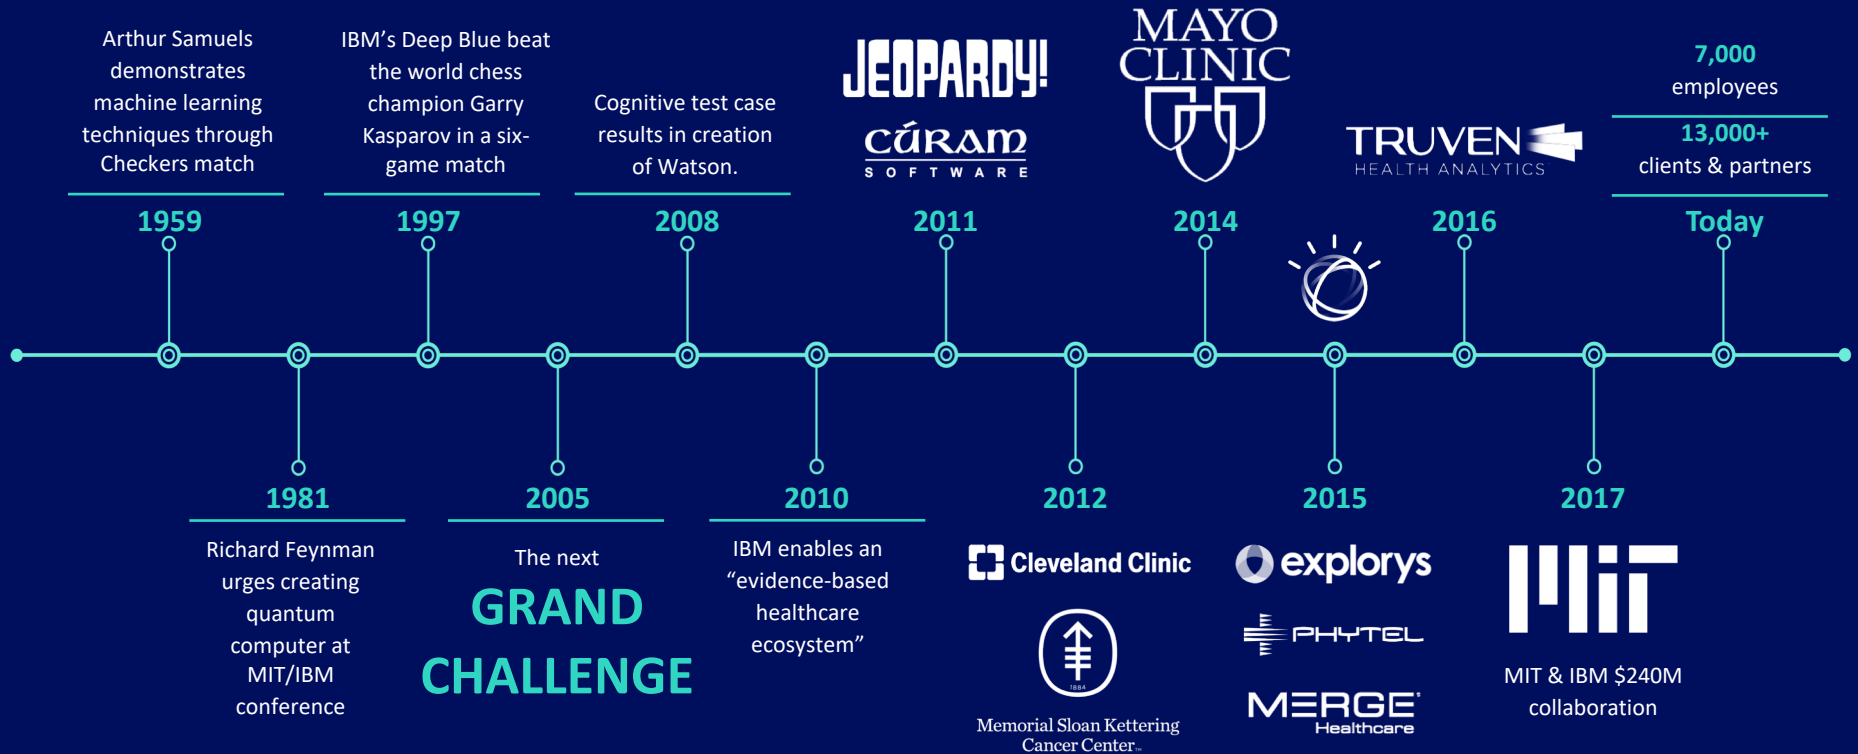 Arthur Samuels
demonstrates
machine learning
techniques through
Checkers match
1959
IBM’s Deep Blue beat
the world chess
champion Garry
Kasparov in a six-
game match
1997
Cognitive test case
results in creation
of Watson.
2008
JEOPARDY!
CÚRAM
SOFTWARE
2011
MAYO
CLINIC
2014
TRUVEN
HEALTH ANALYTICS
2016
7,000
employees
13,000+
clients & partners
Today
1981
Richard Feynman
urges creating
quantum
computer at
MIT/IBM
conference
2005
The next
GRAND
CHALLENGE
2010
IBM enables an
“evidence-based
healthcare
ecosystem”
2012
Cleveland Clinic
1884
Memorial Sloan Kettering
Cancer Center™
2015
explorys
PHYTEL
MERGE
Healthcare
2017
MIT
MIT & IBM $240M
collaboration